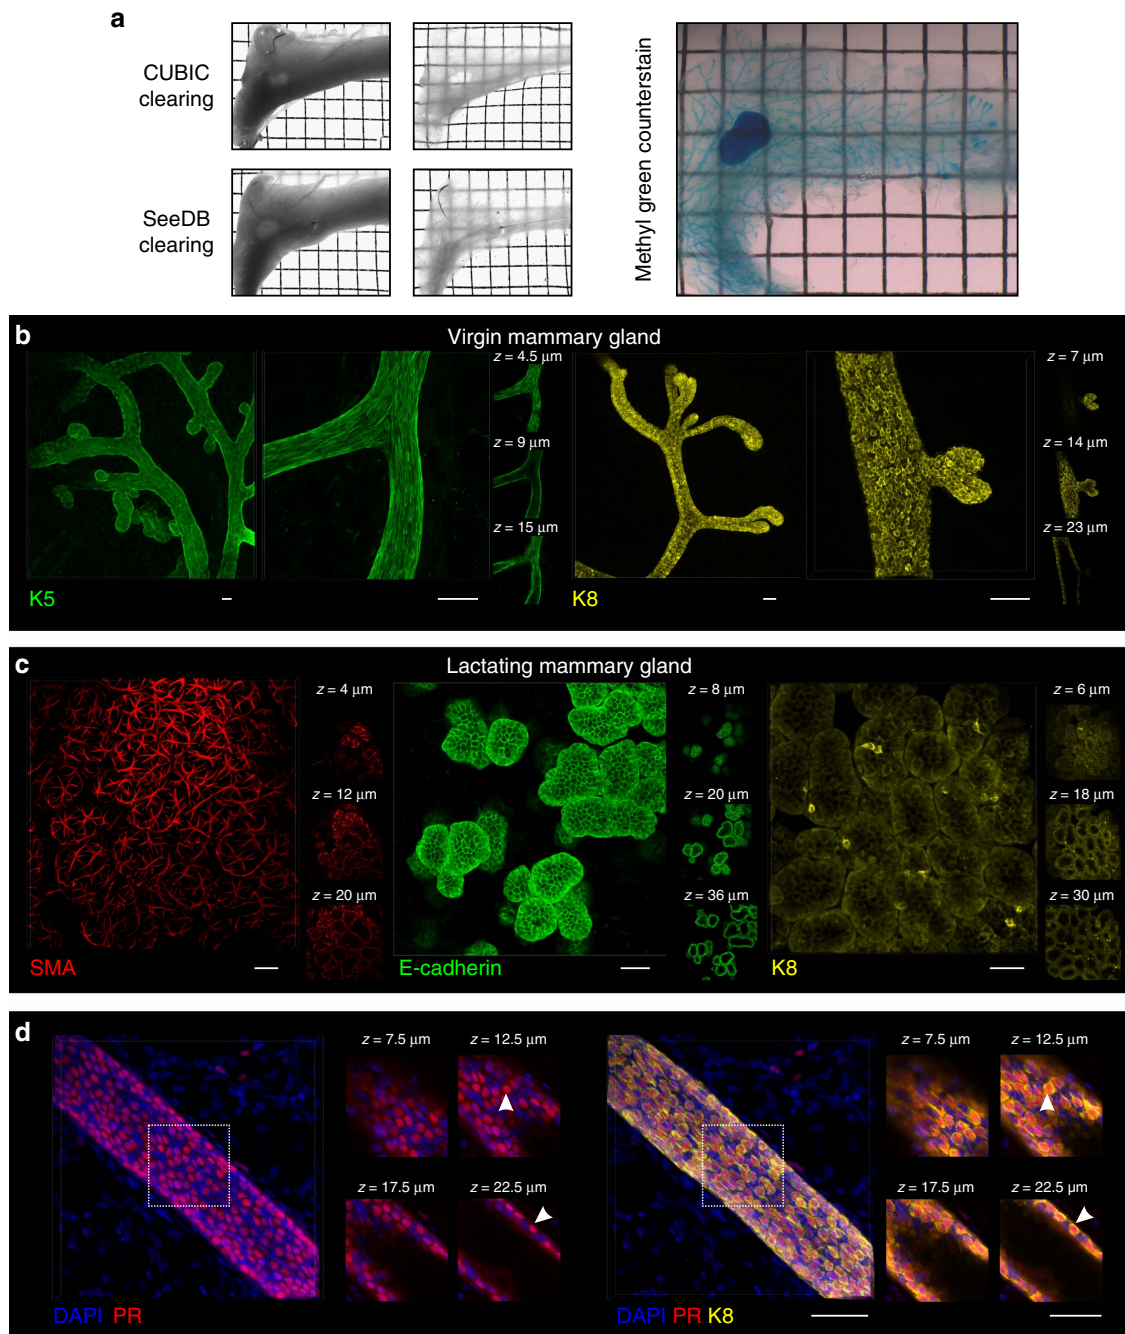 a
CUBIC
clearing
SeeDB
clearing
Methyl green counterstain
b
Virgin mammary gland
z = 4.5 μm
z = 9 μm
z = 15 μm
z = 7 μm
z = 14 μm
z = 23 μm
K5
K8
c
Lactating mammary gland
z = 4 μm
z = 12 μm
z = 20 μm
z = 8 μm
z = 20 μm
z = 36 μm
z = 6 μm
z = 18 μm
z = 30 μm
SMA
E-cadherin
K8
d
z = 7.5 μm
z = 12.5 μm
z = 17.5 μm
z = 22.5 μm
z = 7.5 μm
z = 12.5 μm
z = 17.5 μm
z = 22.5 μm
DAPI PR
DAPI PR K8